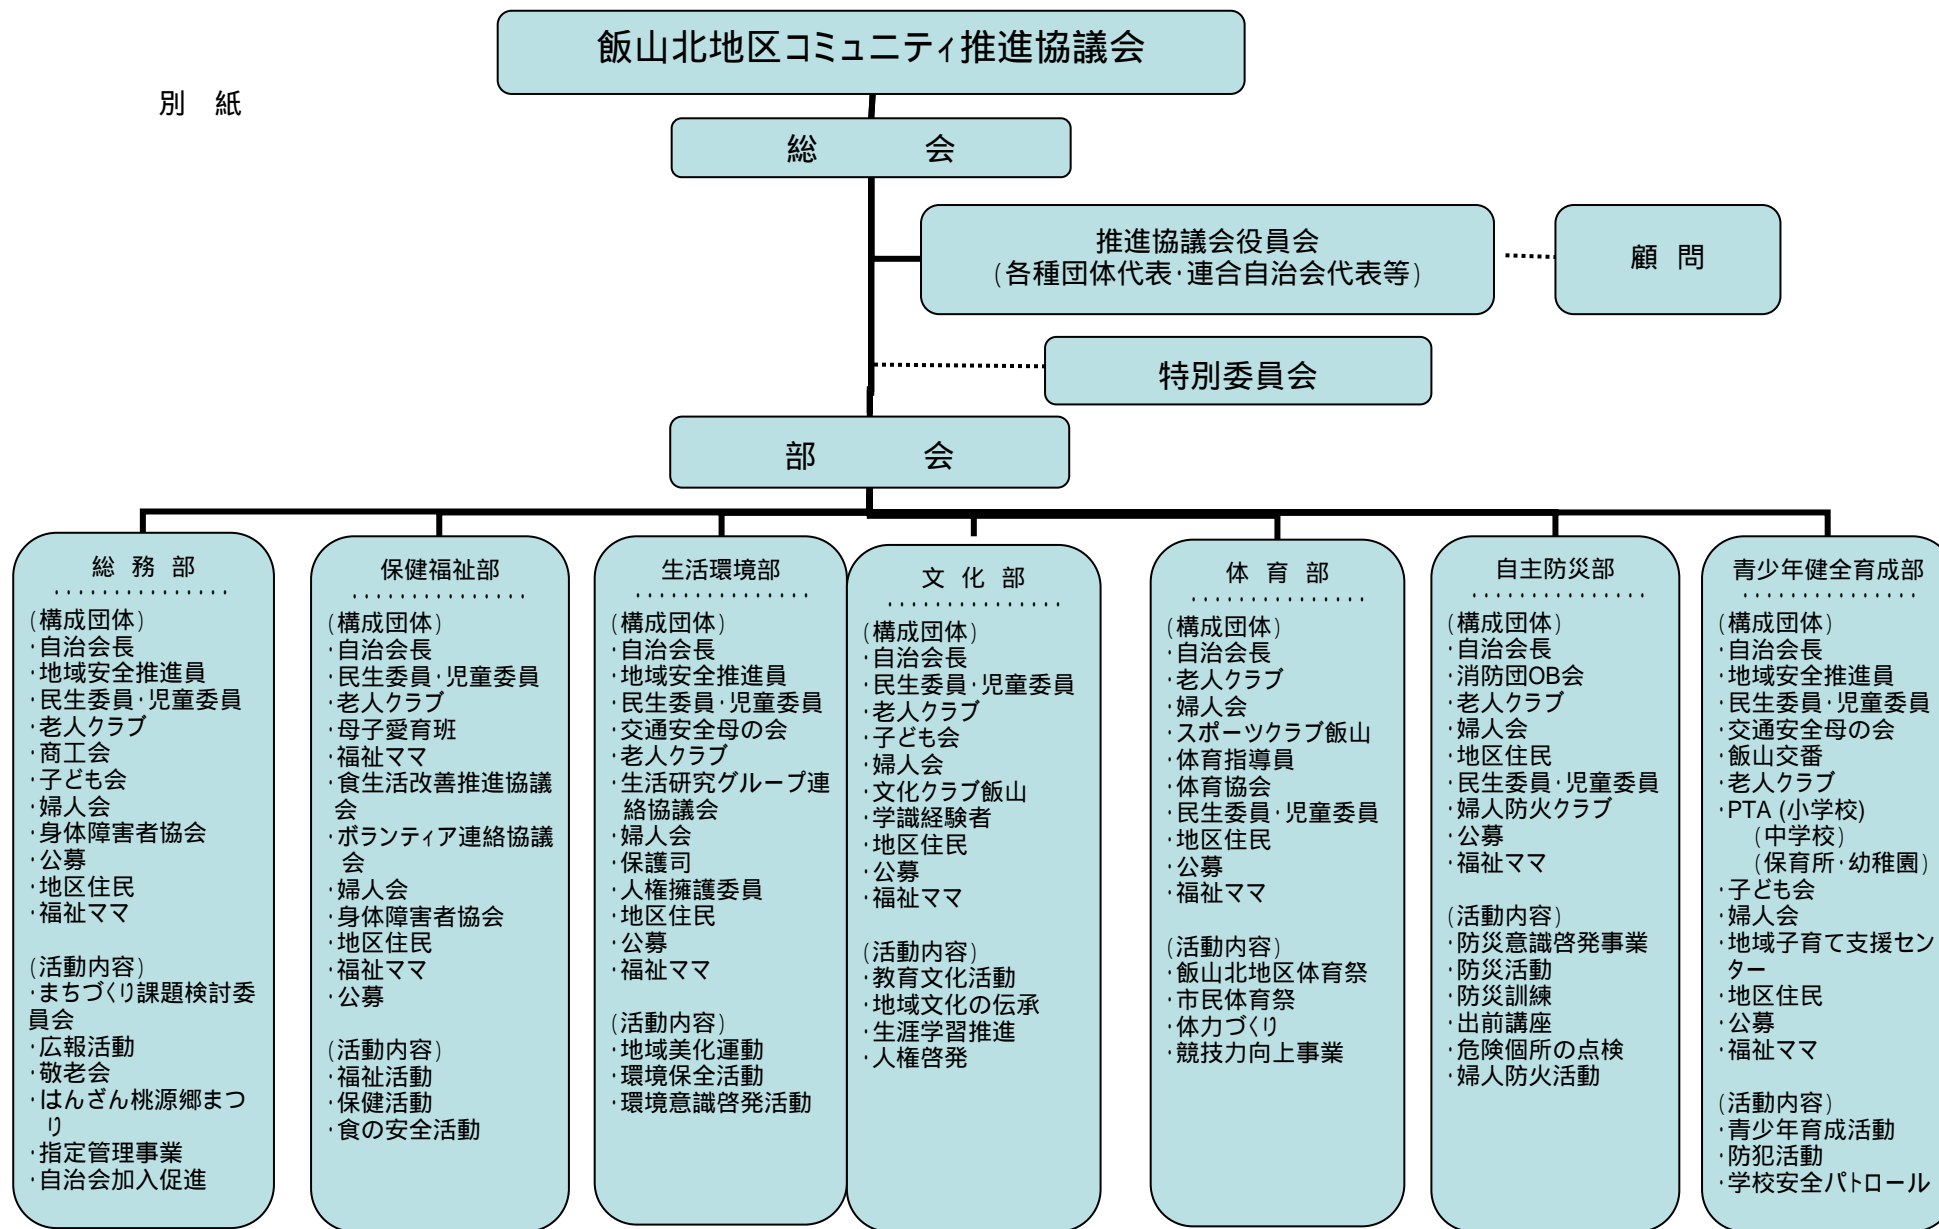 飯山北地区コミュニティ推進協議会
別 紙
総 会
推進協議会役員会
(各種団体代表・連合自治会代表等)
顧 問
特別委員会
部 会
総 務 部
(構成団体)
・自治会長
・地域安全推進員
・民生委員・児童委員
・老人クラブ
・商工会
・子ども会
・婦人会
・身体障害者協会
・公募
・地区住民
・福祉ママ
(活動内容)
・まちづくり課題検討委
員会
・広報活動
・敬老会
・はんざん桃源郷まつ
り
・指定管理事業
・自治会加入促進
保健福祉部
(構成団体)
・自治会長
・民生委員・児童委員
・老人クラブ
・母子愛育班
・福祉ママ
・食生活改善推進協議
会
・ボランティア連絡協議
会
・婦人会
・身体障害者協会
・地区住民
・福祉ママ
・公募
(活動内容)
・福祉活動
・保健活動
・食の安全活動
生活環境部
(構成団体)
・自治会長
・地域安全推進員
・民生委員・児童委員
・交通安全母の会
・老人クラブ
・生活研究グループ連
絡協議会
・婦人会
・保護司
・人権擁護委員
・地区住民
・公募
・福祉ママ
(活動内容)
・地域美化運動
・環境保全活動
・環境意識啓発活動
文 化 部
(構成団体)
・自治会長
・民生委員・児童委員
・老人クラブ
・子ども会
・婦人会
・文化クラブ飯山
・学識経験者
・地区住民
・公募
・福祉ママ
(活動内容)
・教育文化活動
・地域文化の伝承
・生涯学習推進
・人権啓発
体 育 部
(構成団体)
・自治会長
・老人クラブ
・婦人会
・スポーツクラブ飯山
・体育指導員
・体育協会
・民生委員・児童委員
・地区住民
・公募
・福祉ママ
(活動内容)
・飯山北地区体育祭
・市民体育祭
・体力づくり
・競技力向上事業
自主防災部
(構成団体)
・自治会長
・消防団OB会
・老人クラブ
・婦人会
・地区住民
・民生委員・児童委員
・婦人防火クラブ
・公募
・福祉ママ
(活動内容)
・防災意識啓発事業
・防災活動
・防災訓練
・出前講座
・危険個所の点検
・婦人防火活動
青少年健全育成部
(構成団体)
・自治会長
・地域安全推進員
・民生委員・児童委員
・交通安全母の会
・飯山交番
・老人クラブ
・PTA (小学校)
(中学校)
(保育所・幼稚園)
・子ども会
・婦人会
・地域子育て支援セン
ター
・地区住民
・公募
・福祉ママ
(活動内容)
・青少年育成活動
・防犯活動
・学校安全パトロール